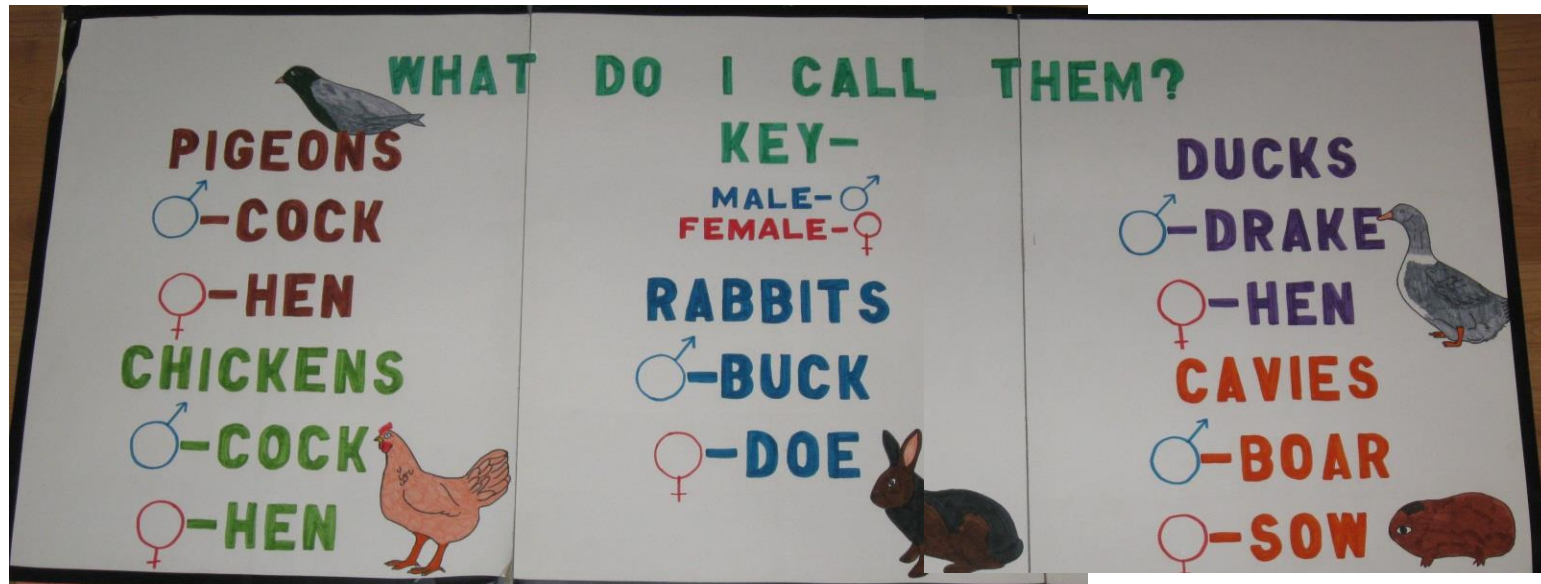 WHAT DO I CALL THEM?
PIGEONS
♂-COCK
♀-HEN
CHICKENS
♂-COCK
♀-HEN
KEY-
MALE-♂
FEMALE-♀
RABBITS
♂-BUCK
♀-DOE
DUCKS
♂-DRAKE
♀-HEN
CAVIES
♂-BOAR
♀-SOW